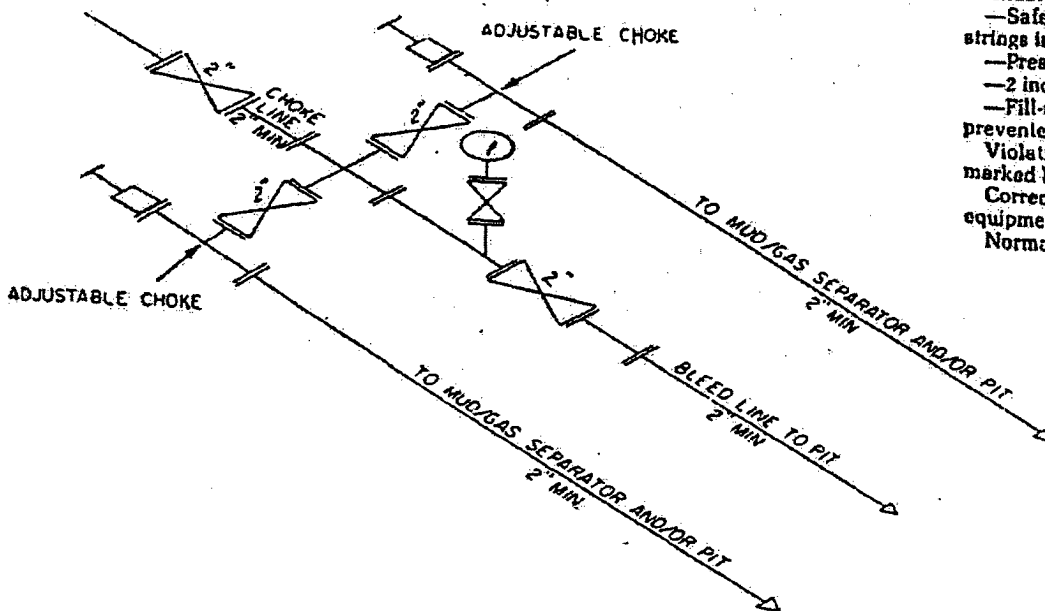 —Safe
strings i
—Pres
—2 inc
—Fill-
prevente
Violat
marked
Correc
equipme
Norma
ADJUSTABLE CHOKE
2"
CHOKE
LINE
2" MIN
2"
2"
2"
ADJUSTABLE CHOKE
TO MUD/GAS SEPARATOR AND/OR PIT
2" MIN
BLEED LINE TO PIT
2" MIN
TO MUD/GAS SEPARATOR AND/OR PIT
2" MIN.